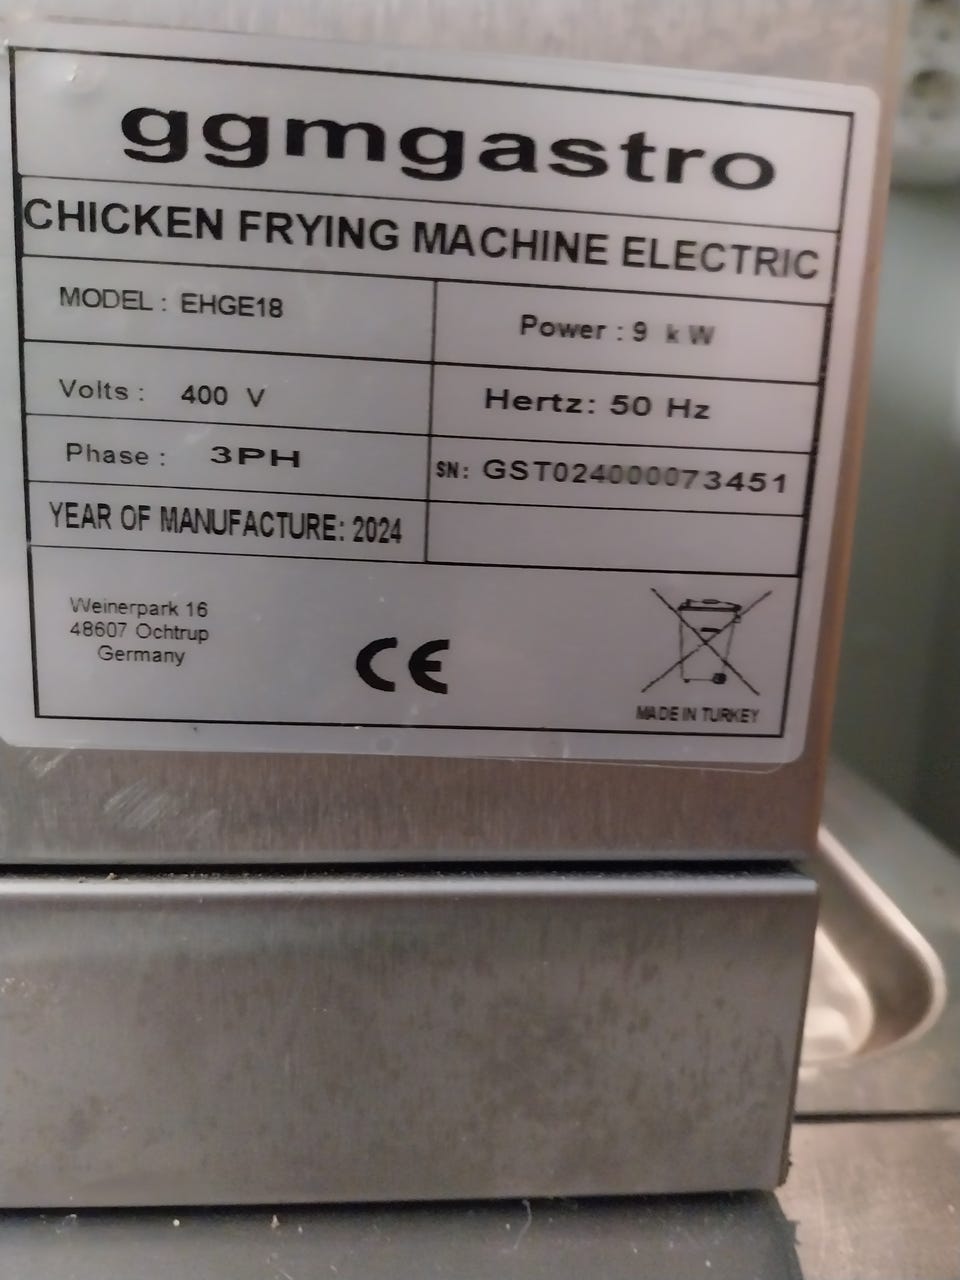 ggmgastro
CHICKEN FRYING MACHINE ELECTRIC
MODEL : EHGE18
Power : 9 kW
Volts : 400 V
Hertz: 50 Hz
Phase : 3PH
SN: GST024000073451
YEAR OF MANUFACTURE: 2024
Weinerpark 16
48607 Ochtrup
Germany
CE
MADE IN TURKEY